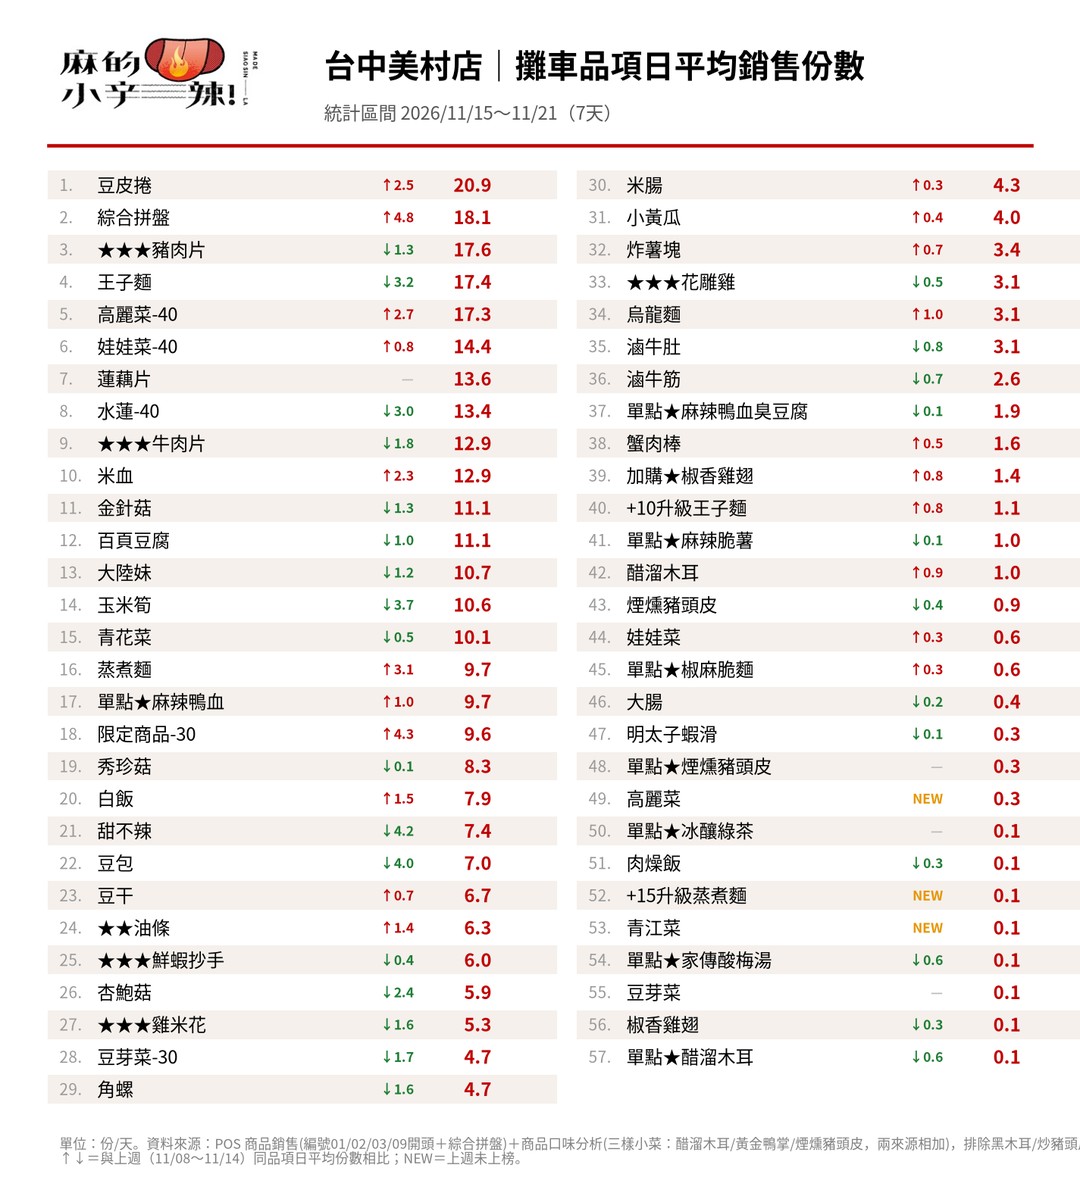 麻的
小辛辣!
MADE
SIAO SIN LA
台中美村店｜攤車品項日平均銷售份數
統計區間 2026/11/15～11/21（7天）
1. 豆皮捲 ↑2.5 20.9
2. 綜合拼盤 ↑4.8 18.1
3. ★★★豬肉片 ↓1.3 17.6
4. 王子麵 ↓3.2 17.4
5. 高麗菜-40 ↑2.7 17.3
6. 娃娃菜-40 ↑0.8 14.4
7. 蓮藕片 — 13.6
8. 水蓮-40 ↓3.0 13.4
9. ★★★牛肉片 ↓1.8 12.9
10. 米血 ↑2.3 12.9
11. 金針菇 ↓1.3 11.1
12. 百頁豆腐 ↓1.0 11.1
13. 大陸妹 ↓1.2 10.7
14. 玉米筍 ↓3.7 10.6
15. 青花菜 ↓0.5 10.1
16. 蒸煮麵 ↑3.1 9.7
17. 單點★麻辣鴨血 ↑1.0 9.7
18. 限定商品-30 ↑4.3 9.6
19. 秀珍菇 ↓0.1 8.3
20. 白飯 ↑1.5 7.9
21. 甜不辣 ↓4.2 7.4
22. 豆包 ↓4.0 7.0
23. 豆干 ↑0.7 6.7
24. ★★油條 ↑1.4 6.3
25. ★★★鮮蝦抄手 ↓0.4 6.0
26. 杏鮑菇 ↓2.4 5.9
27. ★★★雞米花 ↓1.6 5.3
28. 豆芽菜-30 ↓1.7 4.7
29. 角螺 ↓1.6 4.7
30. 米腸 ↑0.3 4.3
31. 小黃瓜 ↑0.4 4.0
32. 炸薯塊 ↑0.7 3.4
33. ★★★花雕雞 ↓0.5 3.1
34. 烏龍麵 ↑1.0 3.1
35. 滷牛肚 ↓0.8 3.1
36. 滷牛筋 ↓0.7 2.6
37. 單點★麻辣鴨血臭豆腐 ↓0.1 1.9
38. 蟹肉棒 ↑0.5 1.6
39. 加購★椒香雞翅 ↑0.8 1.4
40. +10升級王子麵 ↑0.8 1.1
41. 單點★麻辣脆薯 ↓0.1 1.0
42. 醋溜木耳 ↑0.9 1.0
43. 煙燻豬頭皮 ↓0.4 0.9
44. 娃娃菜 ↑0.3 0.6
45. 單點★椒麻脆麵 ↑0.3 0.6
46. 大腸 ↓0.2 0.4
47. 明太子蝦滑 ↓0.1 0.3
48. 單點★煙燻豬頭皮 — 0.3
49. 高麗菜 NEW 0.3
50. 單點★冰釀綠茶 — 0.1
51. 肉燥飯 ↓0.3 0.1
52. +15升級蒸煮麵 NEW 0.1
53. 青江菜 NEW 0.1
54. 單點★家傳酸梅湯 ↓0.6 0.1
55. 豆芽菜 — 0.1
56. 椒香雞翅 ↓0.3 0.1
57. 單點★醋溜木耳 ↓0.6 0.1
單位：份/天。資料來源：POS 商品銷售(編號01/02/03/09開頭＋綜合拼盤)＋商品口味分析(三樣小菜：醋溜木耳/黃金鴨掌/煙燻豬頭皮，兩來源相加)，排除黑木耳/炒豬頭
↑↓＝與上週（11/08～11/14）同品項日平均份數相比；NEW＝上週未上榜。